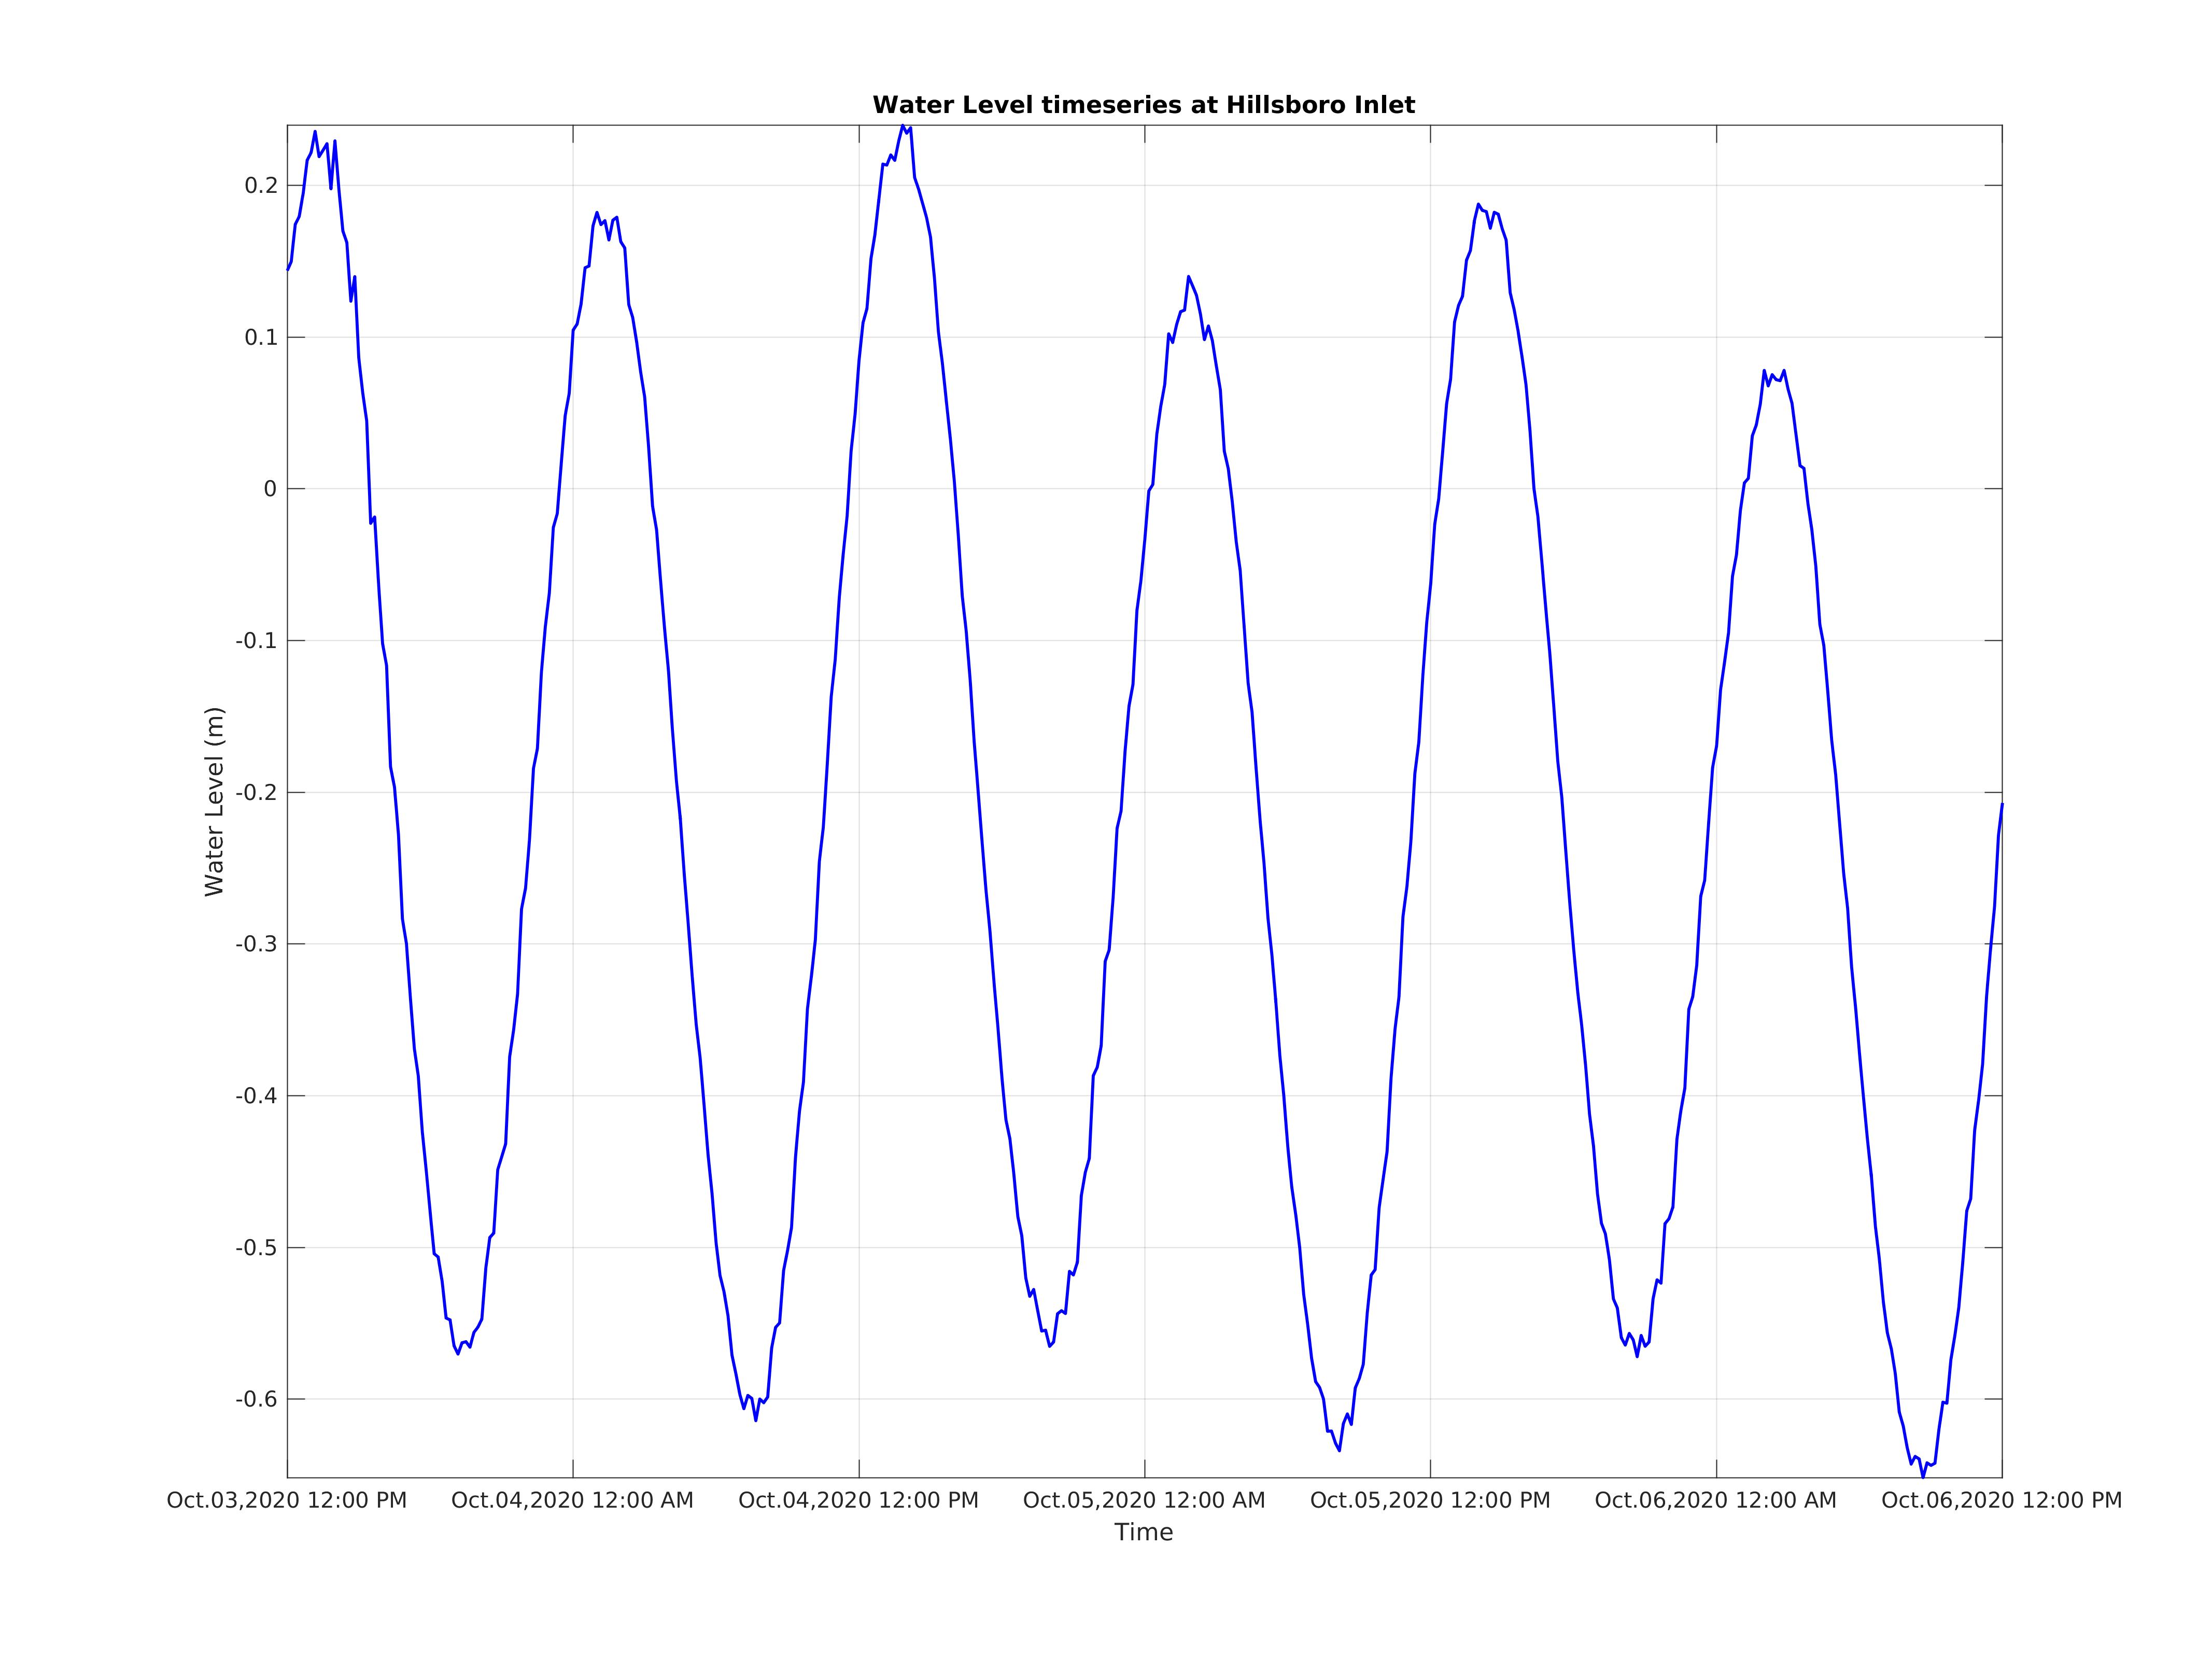 Water Level timeseries at Hillsboro Inlet
0.2
0.1
0
-0.1
-0.2
-0.3
-0.4
-0.5
-0.6
Water Level (m)
Oct.03,2020 12:00 PM Oct.04,2020 12:00 AM Oct.04,2020 12:00 PM Oct.05,2020 12:00 AM Oct.05,2020 12:00 PM Oct.06,2020 12:00 AM Oct.06,2020 12:00 PM
Time